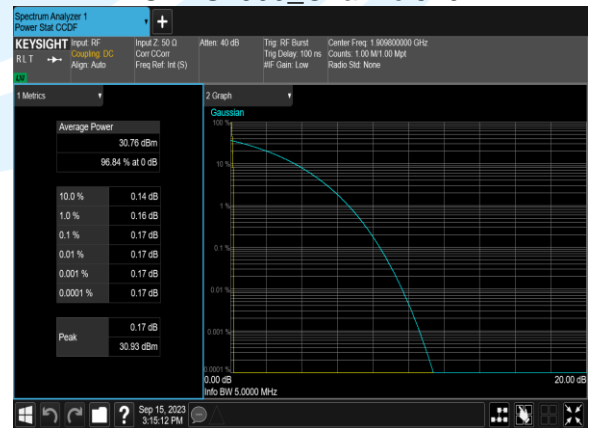 Spectrum Analyzer 1
Power Stat CCDF
KEYSIGHT
RLT
LXI
Input: RF
Coupling: DC
Align: Auto
Input Z: 50 Ω
Corr CCorr
Freq Ref: Int (S)
Atten: 40 dB
Trig: RF Burst
Trig Delay: 100 ns
#IF Gain: Low
Center Freq: 1.909800000 GHz
Counts: 1.00 M/1.00 Mpt
Radio Std: None
1 Metrics
Average Power
30.76 dBm
96.84 % at 0 dB
10.0 % 0.14 dB
1.0 % 0.16 dB
0.1 % 0.17 dB
0.01 % 0.17 dB
0.001 % 0.17 dB
0.0001 % 0.17 dB
Peak
0.17 dB
30.93 dBm
2 Graph
Gaussian
100 %
10 %
1 %
0.1 %
0.01 %
0.001 %
0.0001 %
0.00 dB
20.00 dB
Info BW 5.0000 MHz
?
Sep 15, 2023
3:15:12 PM